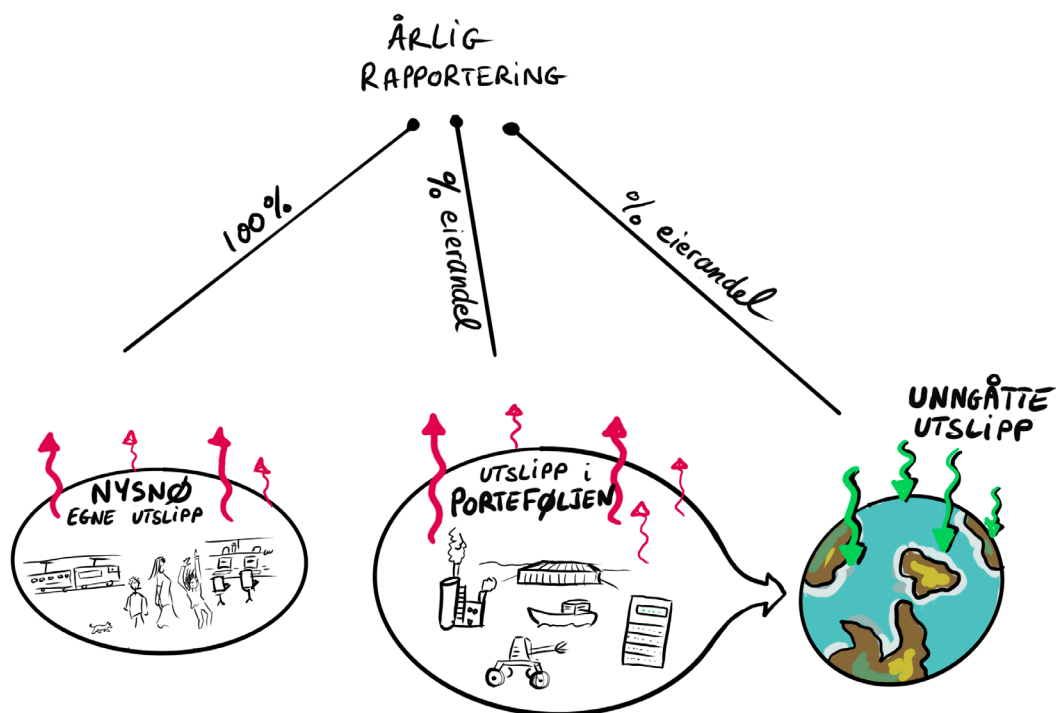 ÅRLIG
RAPPORTERING
100%
% eierandel
% eierandel
UNNGÅTTE
UTSLIPP
NYSNØ
EGNE UTSLIPP
UTSLIPP i
PORTEFØLJEN